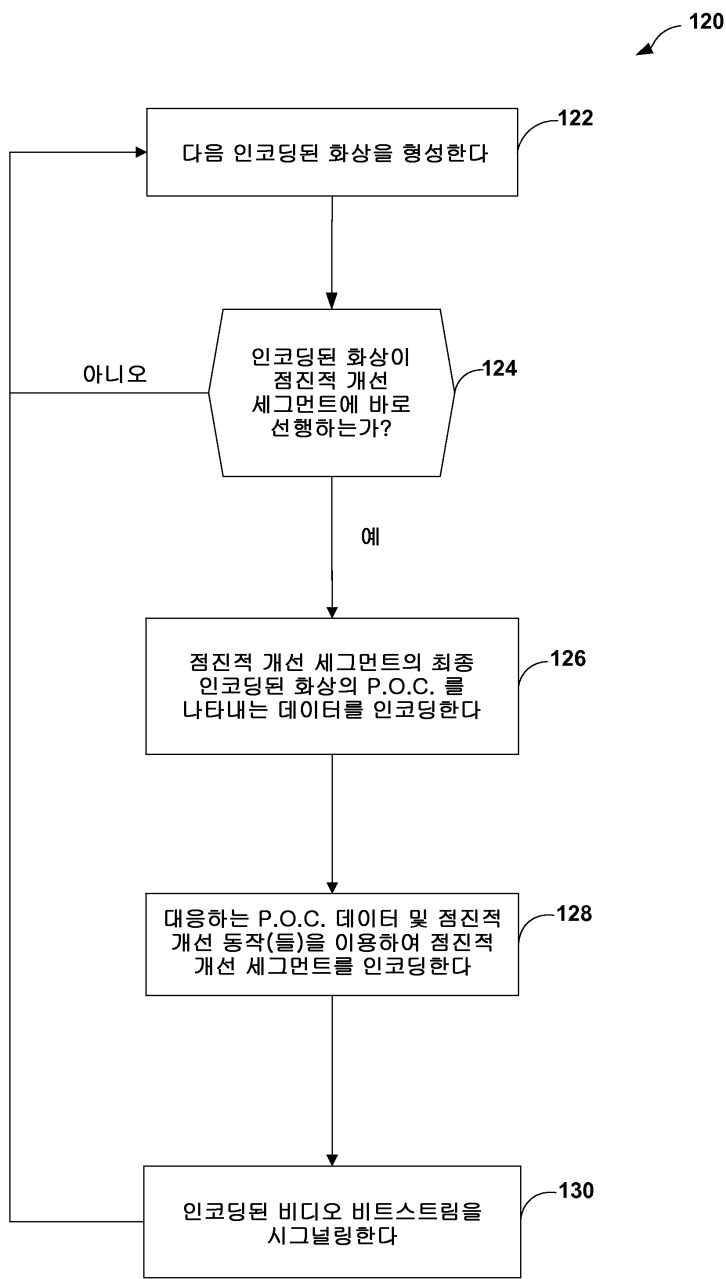 120
다음 인코딩된 화상을 형성한다
122
인코딩된 화상이
점진적 개선
세그먼트에 바로
선행하는가?
124
아니오
예
점진적 개선 세그먼트의 최종
인코딩된 화상의 P.O.C. 를
나타내는 데이터를 인코딩한다
126
대응하는 P.O.C. 데이터 및 점진적
개선 동작(들)을 이용하여 점진적
개선 세그먼트를 인코딩한다
128
인코딩된 비디오 비트스트림을
시그널링한다
130